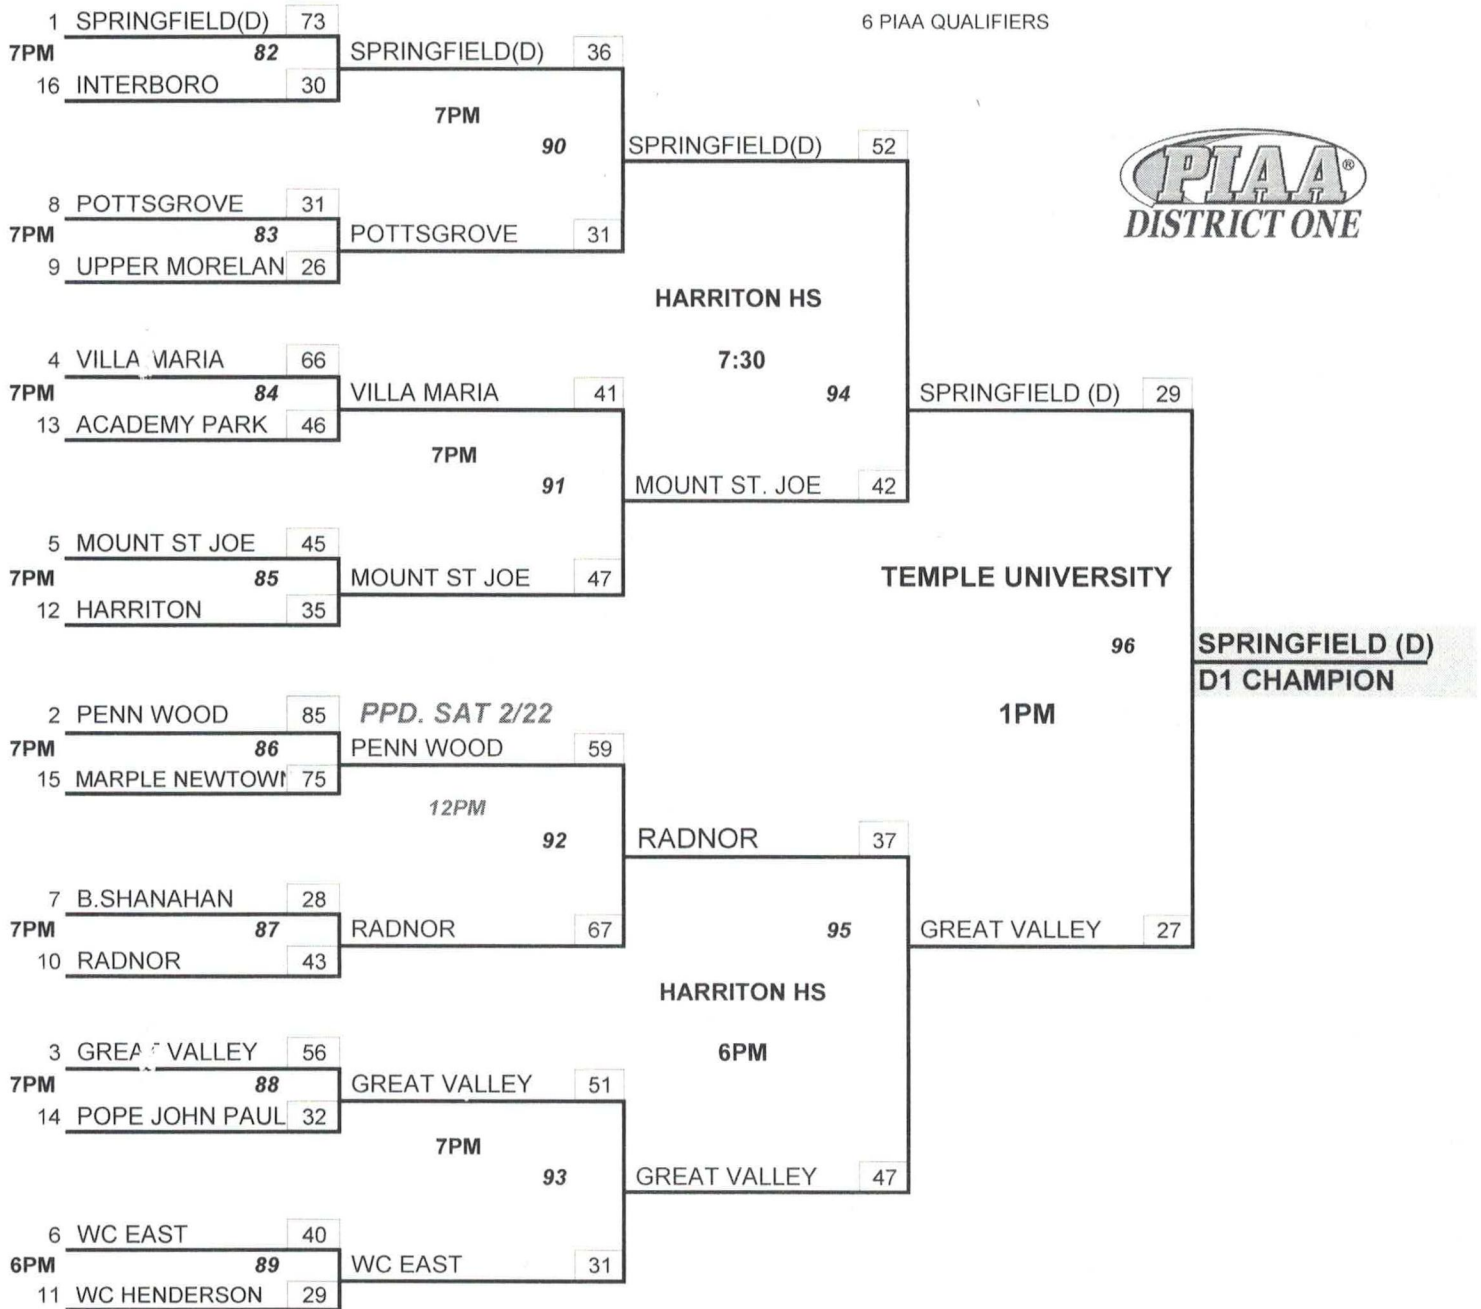 6 PIAA QUALIFIERS
PIAA®
DISTRICT ONE
1 SPRINGFIELD(D) 73
7PM 82
16 INTERBORO 30
SPRINGFIELD(D) 36
7PM
90
8 POTTSGROVE 31
7PM 83
9 UPPER MORELAN 26
POTTSGROVE 31
SPRINGFIELD(D) 52
HARRITON HS
7:30
94
4 VILLA MARIA 66
7PM 84
13 ACADEMY PARK 46
VILLA MARIA 41
7PM
91
5 MOUNT ST JOE 45
7PM 85
12 HARRITON 35
MOUNT ST JOE 47
MOUNT ST. JOE 42
SPRINGFIELD (D) 29
TEMPLE UNIVERSITY
96
1PM
SPRINGFIELD (D)
D1 CHAMPION
2 PENN WOOD 85
7PM 86
15 MARPLE NEWTOWN 75
PPD. SAT 2/22
PENN WOOD 59
12PM
92
7 B.SHANAHAN 28
7PM 87
10 RADNOR 43
RADNOR 67
RADNOR 37
95
HARRITON HS
6PM
GREAT VALLEY 27
3 GREAT VALLEY 56
7PM 88
14 POPE JOHN PAUL 32
GREAT VALLEY 51
7PM
93
6 WC EAST 40
6PM 89
11 WC HENDERSON 29
WC EAST 31
GREAT VALLEY 47